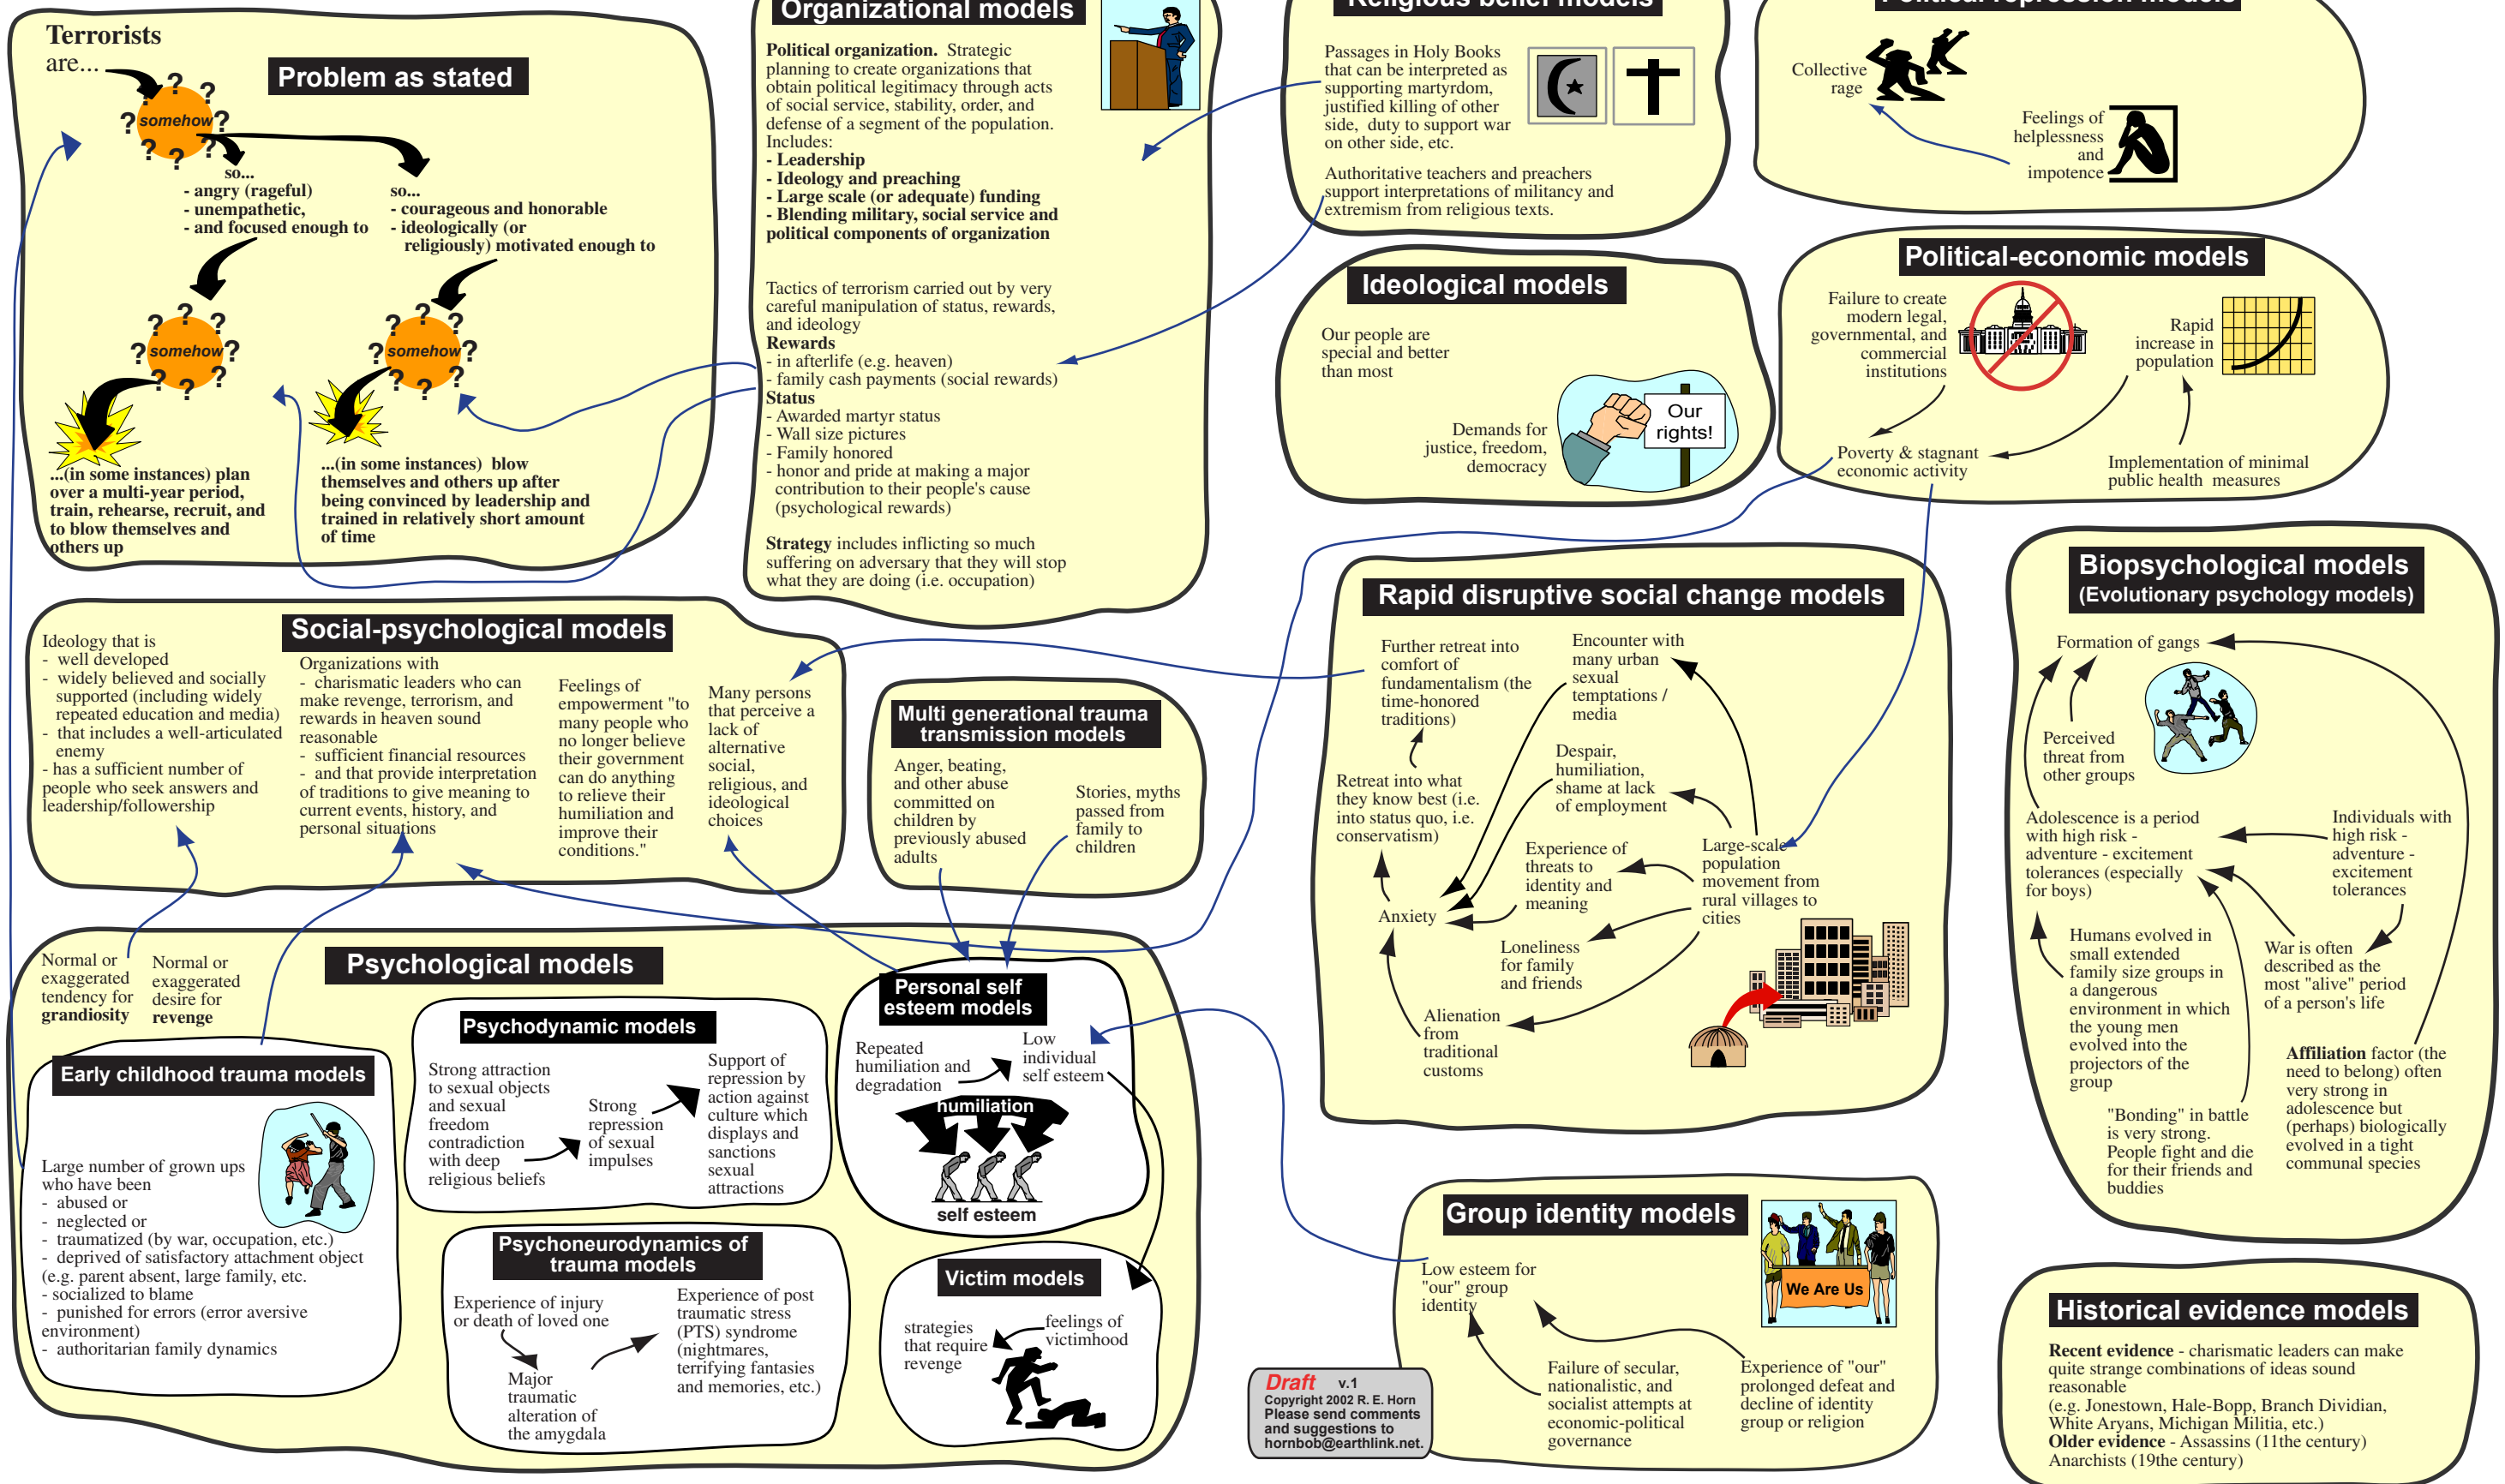 Terrorists
are...
Problem as stated
somehow
so...
- angry (rageful)
- unempathetic,
- and focused enough to
so...
- courageous and honorable
- ideologically (or
religiously) motivated enough to
somehow
somehow
...(in some instances) plan
over a multi-year period,
train, rehearse, recruit, and
to blow themselves and
others up
...(in some instances) blow
themselves and others up after
being convinced by leadership and
trained in relatively short amount
of time
Organizational models
Political organization. Strategic
planning to create organizations that
obtain political legitimacy through acts
of social service, stability, order, and
defense of a segment of the population.
Includes:
- Leadership
- Ideology and preaching
- Large scale (or adequate) funding
- Blending military, social service and
political components of organization
Tactics of terrorism carried out by very
careful manipulation of status, rewards,
and ideology
Rewards
- in afterlife (e.g. heaven)
- family cash payments (social rewards)
Status
- Awarded martyr status
- Wall size pictures
- Family honored
- honor and pride at making a major
contribution to their people's cause
(psychological rewards)
Strategy includes inflicting so much
suffering on adversary that they will stop
what they are doing (i.e. occupation)
Religious belief models
Passages in Holy Books
that can be interpreted as
supporting martyrdom,
justified killing of other
side, duty to support war
on other side, etc.
Authoritative teachers and preachers
support interpretations of militancy and
extremism from religious texts.
Political repression models
Collective
rage
Feelings of
helplessness
and
impotence
Ideological models
Our people are
special and better
than most
Demands for
justice, freedom,
democracy
Our
rights!
Political-economic models
Failure to create
modern legal,
governmental, and
commercial
institutions
Rapid
increase in
population
Poverty & stagnant
economic activity
Implementation of minimal
public health measures
Social-psychological models
Ideology that is
- well developed
- widely believed and socially
supported (including widely
repeated education and media)
- that includes a well-articulated
enemy
- has a sufficient number of
people who seek answers and
leadership/followership
Organizations with
- charismatic leaders who can
make revenge, terrorism, and
rewards in heaven sound
reasonable
- sufficient financial resources
- and that provide interpretation
of traditions to give meaning to
current events, history, and
personal situations
Feelings of
empowerment "to
many people who
no longer believe
their government
can do anything
to relieve their
humiliation and
improve their
conditions."
Many persons
that perceive a
lack of
alternative
social,
religious, and
ideological
choices
Multi generational trauma
transmission models
Anger, beating,
and other abuse
committed on
children by
previously abused
adults
Stories, myths
passed from
family to
children
Rapid disruptive social change models
Further retreat into
comfort of
fundamentalism (the
time-honored
traditions)
Encounter with
many urban
sexual
temptations /
media
Retreat into what
they know best (i.e.
into status quo, i.e.
conservatism)
Despair,
humiliation,
shame at lack
of employment
Experience of
threats to
identity and
meaning
Large-scale
population
movement from
rural villages to
cities
Anxiety
Loneliness
for family
and friends
Alienation
from
traditional
customs
Biopsychological models
(Evolutionary psychology models)
Formation of gangs
Perceived
threat from
other groups
Adolescence is a period
with high risk -
adventure - excitement
tolerances (especially
for boys)
Individuals with
high risk -
adventure -
excitement
tolerances
Humans evolved in
small extended
family size groups in
a dangerous
environment in which
the young men
evolved into the
projectors of the
group
War is often
described as the
most "alive" period
of a person's life
"Bonding" in battle
is very strong.
People fight and die
for their friends and
buddies
Affiliation factor (the
need to belong) often
very strong in
adolescence but
(perhaps) biologically
evolved in a tight
communal species
Psychological models
Normal or
exaggerated
tendency for
grandiosity
Normal or
exaggerated
desire for
revenge
Early childhood trauma models
Large number of grown ups
who have been
- abused or
- neglected or
- traumatized (by war, occupation, etc.)
- deprived of satisfactory attachment object
(e.g. parent absent, large family, etc.
- socialized to blame
- punished for errors (error aversive
environment)
- authoritarian family dynamics
Psychodynamic models
Strong attraction
to sexual objects
and sexual
freedom
contradiction
with deep
religious beliefs
Strong
repression
of sexual
impulses
Support of
repression by
action against
culture which
displays and
sanctions
sexual
attractions
Psychoneurodynamics of
trauma models
Experience of injury
or death of loved one
Major
traumatic
alteration of
the amygdala
Experience of post
traumatic stress
(PTS) syndrome
(nightmares,
terrifying fantasies
and memories, etc.)
Personal self
esteem models
Repeated
humiliation and
degradation
Low
individual
self esteem
humiliation
self esteem
Victim models
strategies
that require
revenge
feelings of
victimhood
Group identity models
We Are Us
Low esteem for
"our" group
identity
Failure of secular,
nationalistic, and
socialist attempts at
economic-political
governance
Experience of "our"
prolonged defeat and
decline of identity
group or religion
Draft v.1
Copyright 2002 R. E. Horn
Please send comments
and suggestions to
hornbob@earthlink.net.
Historical evidence models
Recent evidence - charismatic leaders can make
quite strange combinations of ideas sound
reasonable
(e.g. Jonestown, Hale-Bopp, Branch Dividian,
White Aryans, Michigan Militia, etc.)
Older evidence - Assassins (11the century)
Anarchists (19the century)